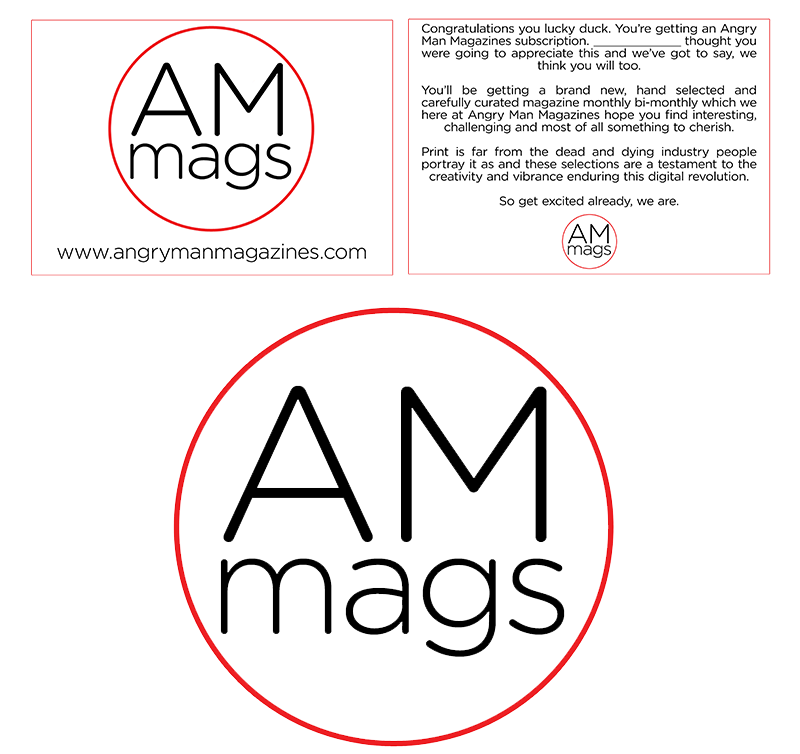 AM
mags
www.angrymanmagazines.com
Congratulations you lucky duck. You're getting an Angry
Man Magazines subscription. _____________ thought you
were going to appreciate this and we've got to say, we
think you will too.
You'll be getting a brand new, hand selected and
carefully curated magazine monthly bi-monthly which we
here at Angry Man Magazines hope you find interesting,
challenging and most of all something to cherish.
Print is far from the dead and dying industry people
portray it as and these selections are a testament to the
creativity and vibrance enduring this digital revolution.
So get excited already, we are.
AM
mags
AM
mags